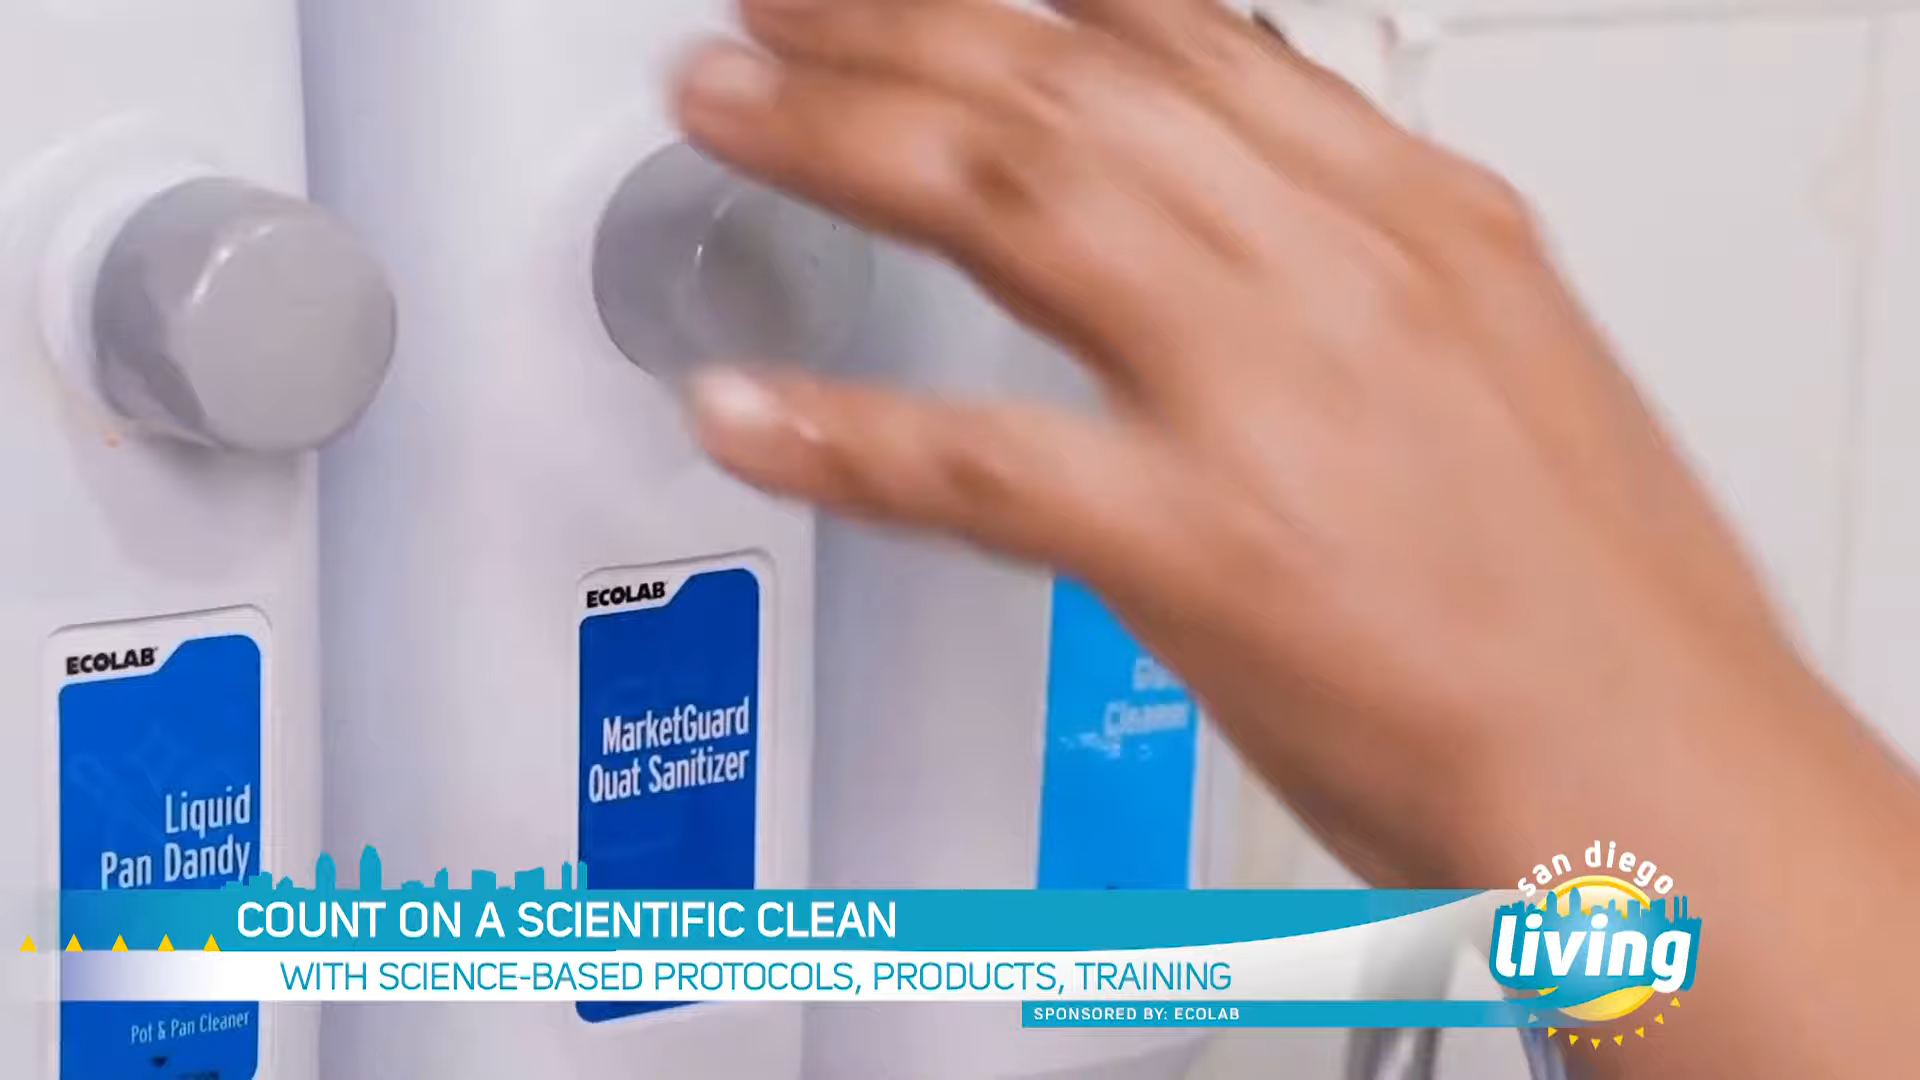 ECOLAB
Liquid
Pan Dandy
Pot & Pan Cleaner
ECOLAB
MarketGuard
Quat Sanitizer
Cleaner
COUNT ON A SCIENTIFIC CLEAN
WITH SCIENCE-BASED PROTOCOLS, PRODUCTS, TRAINING
SPONSORED BY: ECOLAB
san diego
living